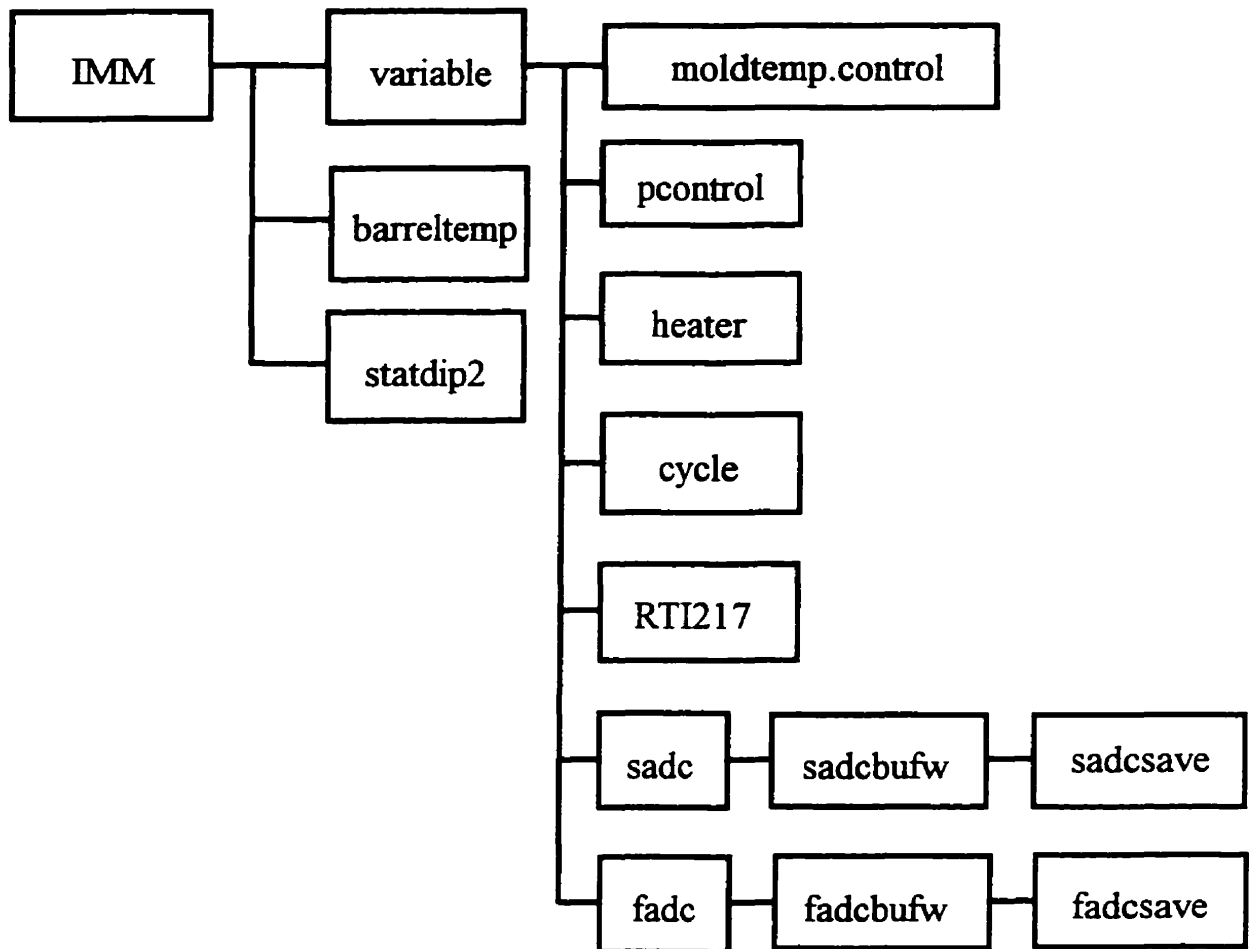 IMM
variable
moldtemp.control
pcontrol
barreltemp
heater
statdip2
cycle
RTI217
sadc
sadcbufw
sadcsave
fadc
fadcbufw
fadcsave